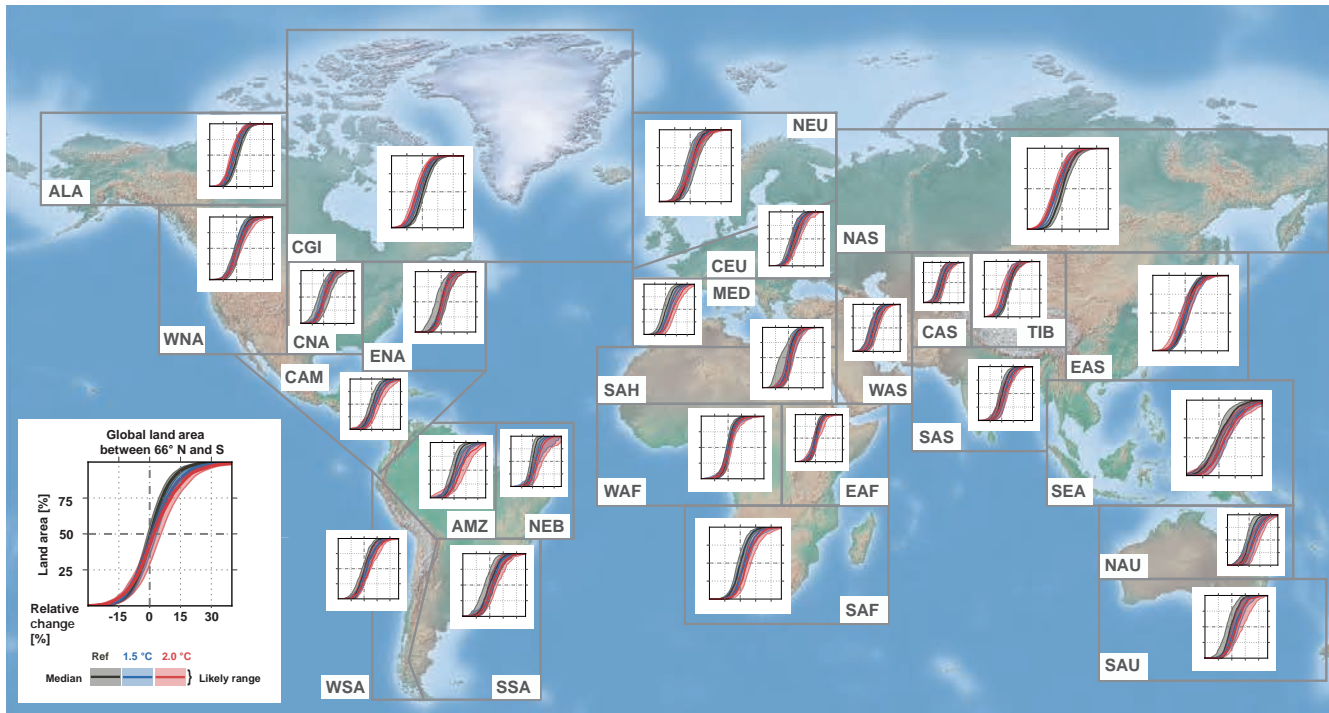 NEU
ALA
CGI
NAS
CEU
MED
WNA
CNA
ENA
CAS
TIB
EAS
CAM
SAH
WAS
SAS
Global land area
between 66° N and S
Land area [%]
75
50
25
Relative
change
[%]
-15
0
15
30
Ref
1.5 °C
2.0 °C
Median
} Likely range
WAF
EAF
SEA
AMZ
NEB
NAU
SAF
SAU
WSA
SSA